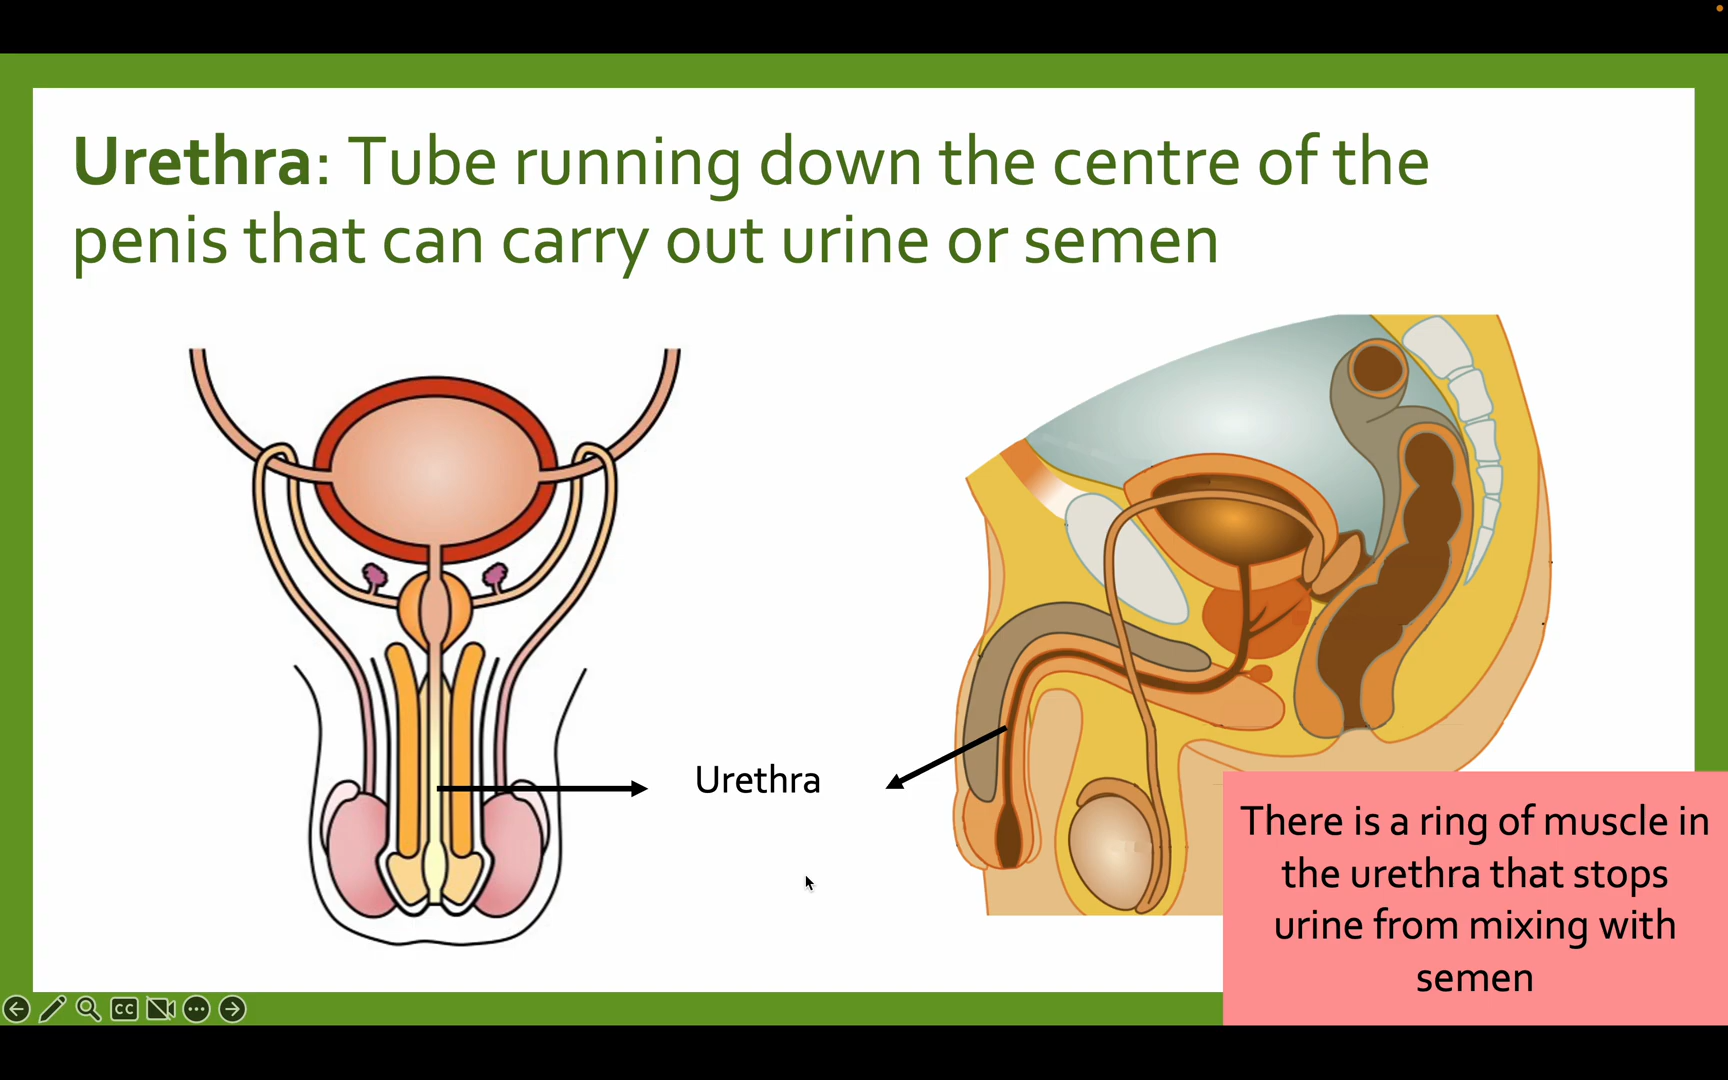 Urethra: Tube running down the centre of the
penis that can carry out urine or semen
Urethra
There is a ring of muscle in
the urethra that stops
urine from mixing with
semen
CC